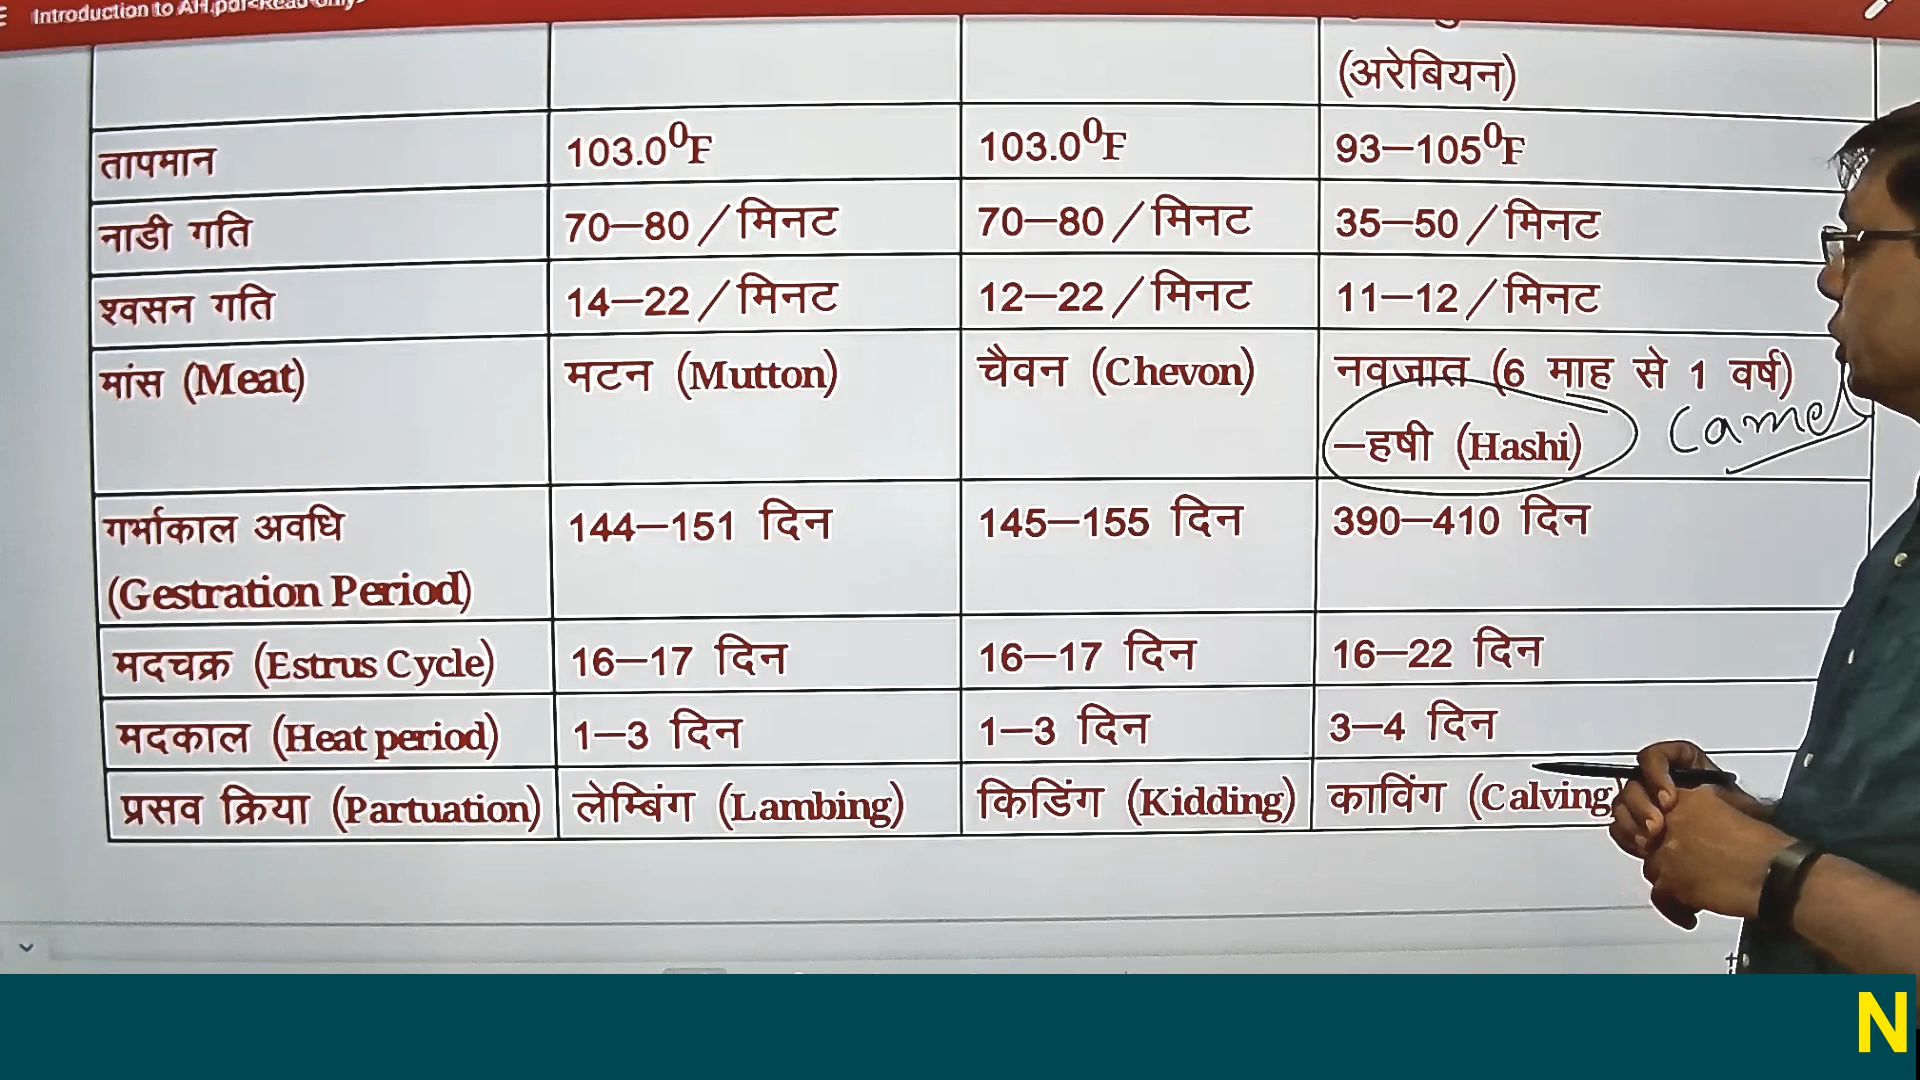 Introduction to AH.pdf<Read-only>
(अरेबियन)
तापमान 103.0⁰F 103.0⁰F 93–105⁰F
नाडी गति 70–80/मिनट 70–80/मिनट 35–50/मिनट
श्वसन गति 14–22/मिनट 12–22/मिनट 11–12/मिनट
मांस (Meat) मटन (Mutton) चैवन (Chevon) नवजात (6 माह से 1 वर्ष)
–हषी (Hashi) Camel
गर्भाकाल अवधि 144–151 दिन 145–155 दिन 390–410 दिन
(Gestration Period)
मदचक्र (Estrus Cycle) 16–17 दिन 16–17 दिन 16–22 दिन
मदकाल (Heat period) 1–3 दिन 1–3 दिन 3–4 दिन
प्रसव क्रिया (Partuation) लेम्बिंग (Lambing) किडिंग (Kidding) काविंग (Calving)
N